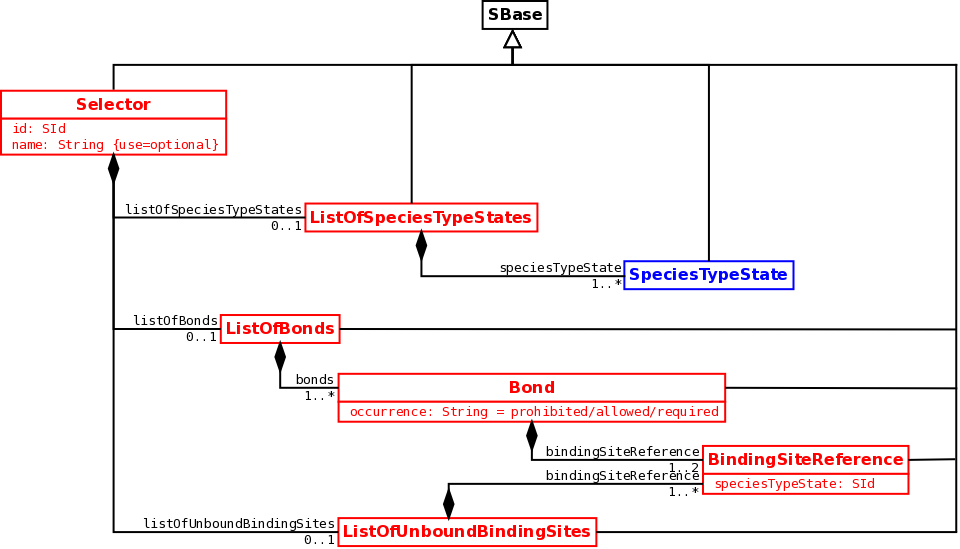 SBase
Selector
id: SId
name: String {use=optional}
listOfSpeciesTypeStates
0..1
ListOfSpeciesTypeStates
speciesTypeState
1..*
SpeciesTypeState
listOfBonds
0..1
ListOfBonds
bonds
1..*
Bond
occurrence: String = prohibited/allowed/required
bindingSiteReference
1..2
BindingSiteReference
speciesTypeState: SId
bindingSiteReference
1..*
listOfUnboundBindingSites
0..1
ListOfUnboundBindingSites